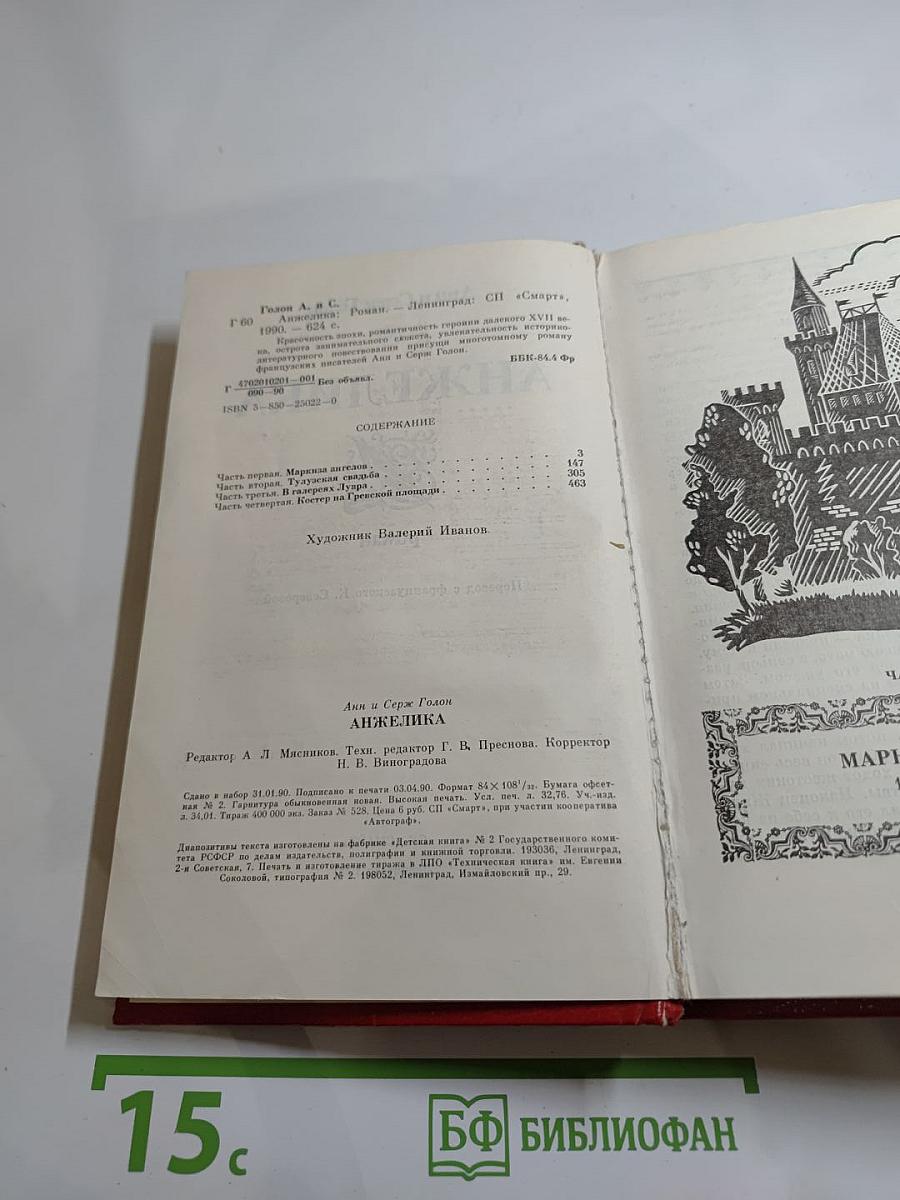 Голон А. и С.
Г 60 Анжелика: Роман. — Ленинград: СП «Смарт»,
1990. — 624 с.
Красочность эпохи, романтичность героини далекого XVII ве-
ка, острота занимательного сюжета, увлекательность историко-
литературного повествования присущи многотомному роману
французских писателей Анн и Серж Голон.
Г 4702010201—001 Без объявл. ББК-84.4 Фр
090—90
ISBN 5—850—25022—0
СОДЕРЖАНИЕ
Часть первая. Маркиза ангелов . . . . . . . . . . 3
Часть вторая. Тулузская свадьба . . . . . . . . . . 147
Часть третья. В галереях Лувра . . . . . . . . . . 305
Часть четвертая. Костер на Гревской площади . . . . . . 463
Художник Валерий Иванов
Анн и Серж Голон
АНЖЕЛИКА
Редактор А. Л. Мясников. Техн. редактор Г. В. Преснова. Корректор
Н. В. Виноградова
Сдано в набор 31.01.90. Подписано к печати 03.04.90. Формат 84×108¹/₃₂. Бумага офсет-
ная № 2. Гарнитура обыкновенная новая. Высокая печать. Усл. печ. л. 32,76. Уч.-изд.
л. 34,01. Тираж 400 000 экз. Заказ № 528. Цена 6 руб. СП «Смарт», при участии кооператива
«Автограф».
Диапозитивы текста изготовлены на фабрике «Детская книга» № 2 Государственного коми-
тета РСФСР по делам издательств, полиграфии и книжной торговли. 193036, Ленинград,
2-я Советская, 7. Печать и изготовление тиража в ЛПО «Техническая книга» им. Евгении
Соколовой, типография № 2. 198052, Ленинград, Измайловский пр., 29.
ЧА
МАРК
15 с
БФ БИБЛИОФАН